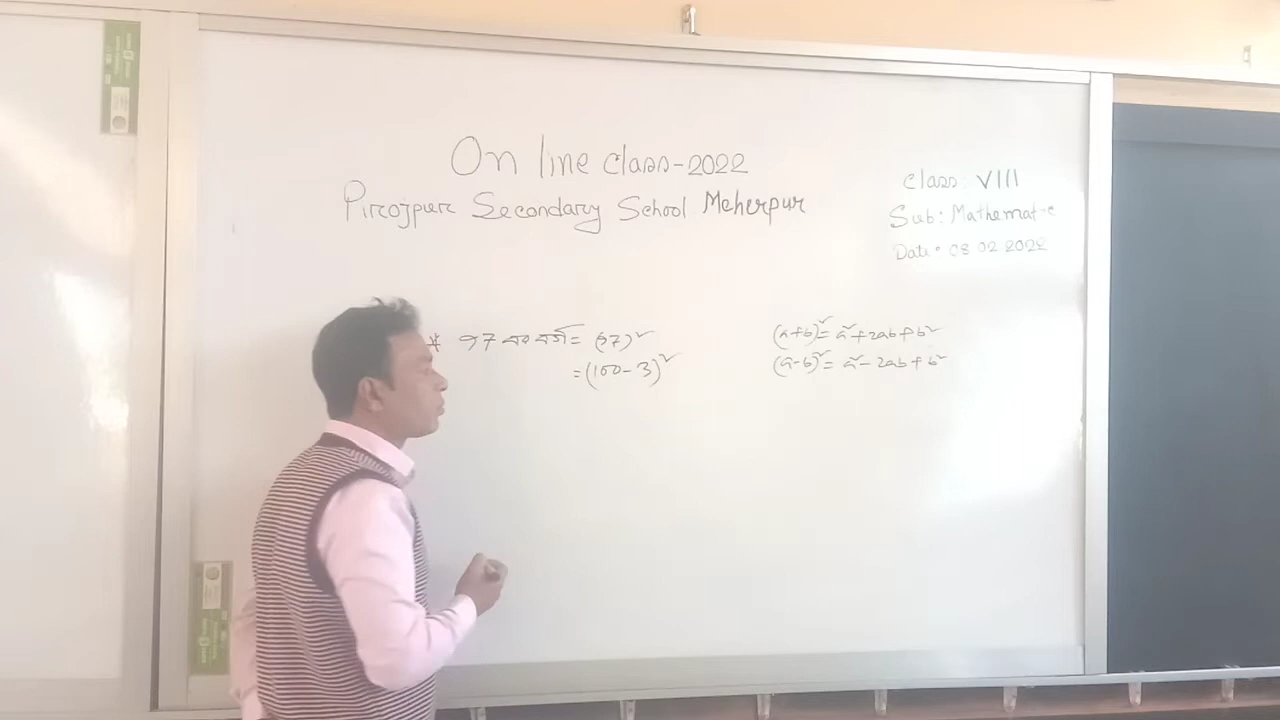 On line class-2022
Pirojpur Secondary School Meherpur
Class: VIII
Sub: Mathematic
Date: 08 02 2022
* 97 এর বর্গ = (97)²
= (100-3)²
(a+b)² = a²+2ab+b²
(a-b)² = a²-2ab+b²